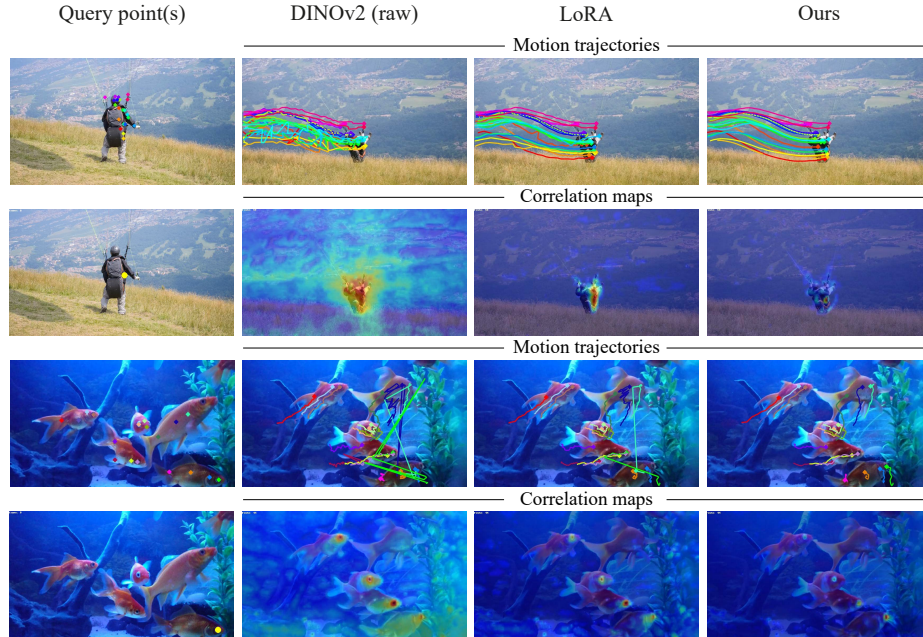 Query point(s) DINOv2 (raw) LoRA Ours
Motion trajectories
Correlation maps
Motion trajectories
Correlation maps